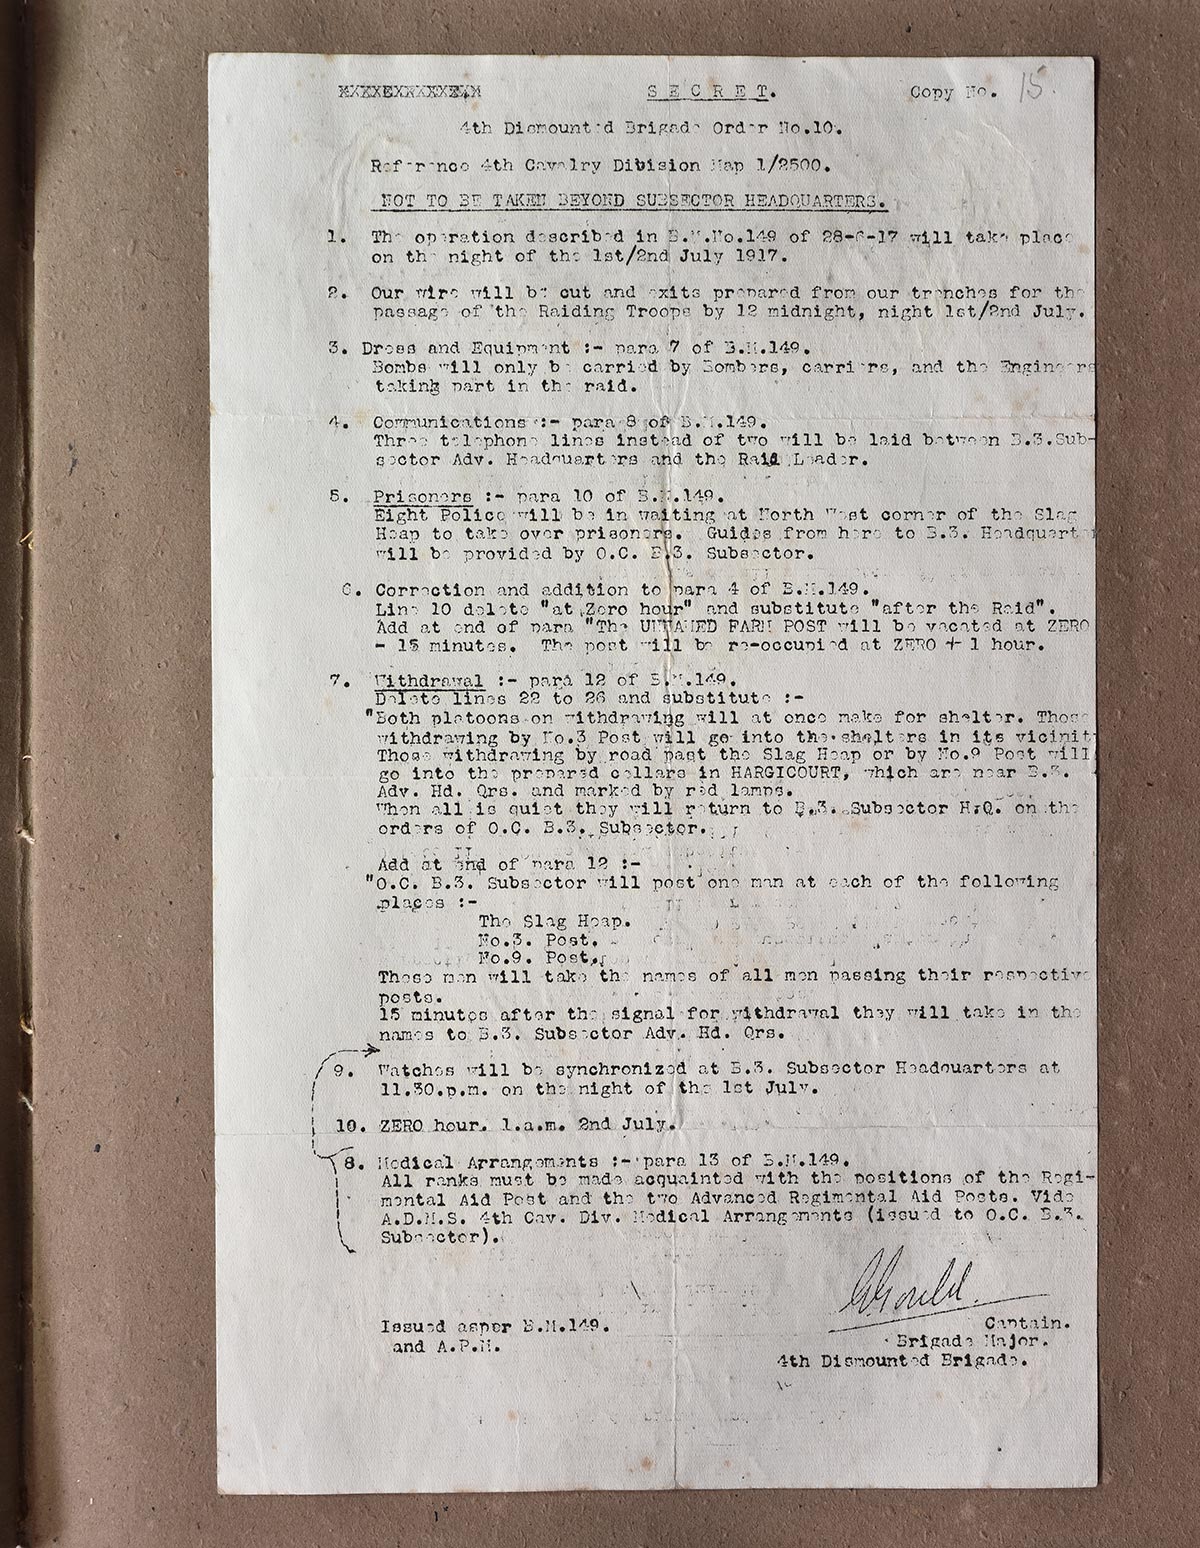 SECRET. Copy No. 15.
4th Dismounted Brigade Order No.10.
Reference 4th Cavalry Division Map 1/2500.
NOT TO BE TAKEN BEYOND SUBSECTOR HEADQUARTERS.
1. The operation described in B.M.No.149 of 28-6-17 will take place
on the night of the 1st/2nd July 1917.
2. Our wire will be cut and exits prepared from our trenches for the
passage of the Raiding Troops by 12 midnight, night 1st/2nd July.
3. Dress and Equipment :- para 7 of B.M.149.
Bombs will only be carried by Bombers, carriers, and the Engineers
taking part in the raid.
4. Communications :- para 8 of B.M.149.
Three telephone lines instead of two will be laid between B.3.Sub-
sector Adv. Headquarters and the Raid Leader.
5. Prisoners :- para 10 of B.M.149.
Eight Police will be in waiting at North West corner of the Slag
Heap to take over prisoners. Guides from here to B.3. Headquarter
will be provided by O.C. B.3. Subsector.
6. Correction and addition to para 4 of B.M.149.
Line 10 delete "at Zero hour" and substitute "after the Raid".
Add at end of para "The UNNAMED FARM POST will be vacated at ZERO
- 15 minutes. The post will be re-occupied at ZERO + 1 hour.
7. Withdrawal :- para 12 of B.M.149.
Delete lines 22 to 26 and substitute :-
"Both platoons on withdrawing will at once make for shelter. Those
withdrawing by No.3 Post will go into the shelters in its vicinit
Those withdrawing by road past the Slag Heap or by No.9 Post will
go into the prepared cellars in HARGICOURT, which are near B.3.
Adv. Hd. Qrs. and marked by red lamps.
When all is quiet they will return to B.3. Subsector H.Q. on the
orders of O.C. B.3. Subsector.
Add at end of para 12 :-
"O.C. B.3. Subsector will post one man at each of the following
places :-
The Slag Heap.
No.3. Post.
No.9. Post.
These men will take the names of all men passing their respective
posts.
15 minutes after the signal for withdrawal they will take in the
names to B.3. Subsector Adv. Hd. Qrs.
9. Watches will be synchronized at B.3. Subsector Headquarters at
11.30.p.m. on the night of the 1st July.
10. ZERO hour. 1.a.m. 2nd July.
8. Medical Arrangements :- para 13 of B.M.149.
All ranks must be made acquainted with the positions of the Regi-
mental Aid Post and the two Advanced Regimental Aid Posts. Vide
A.D.M.S. 4th Cav. Div. Medical Arrangements (issued to O.C. B.3.
Subsector).
Issued asper B.M.149.
and A.P.M.
Captain.
Brigade Major.
4th Dismounted Brigade.